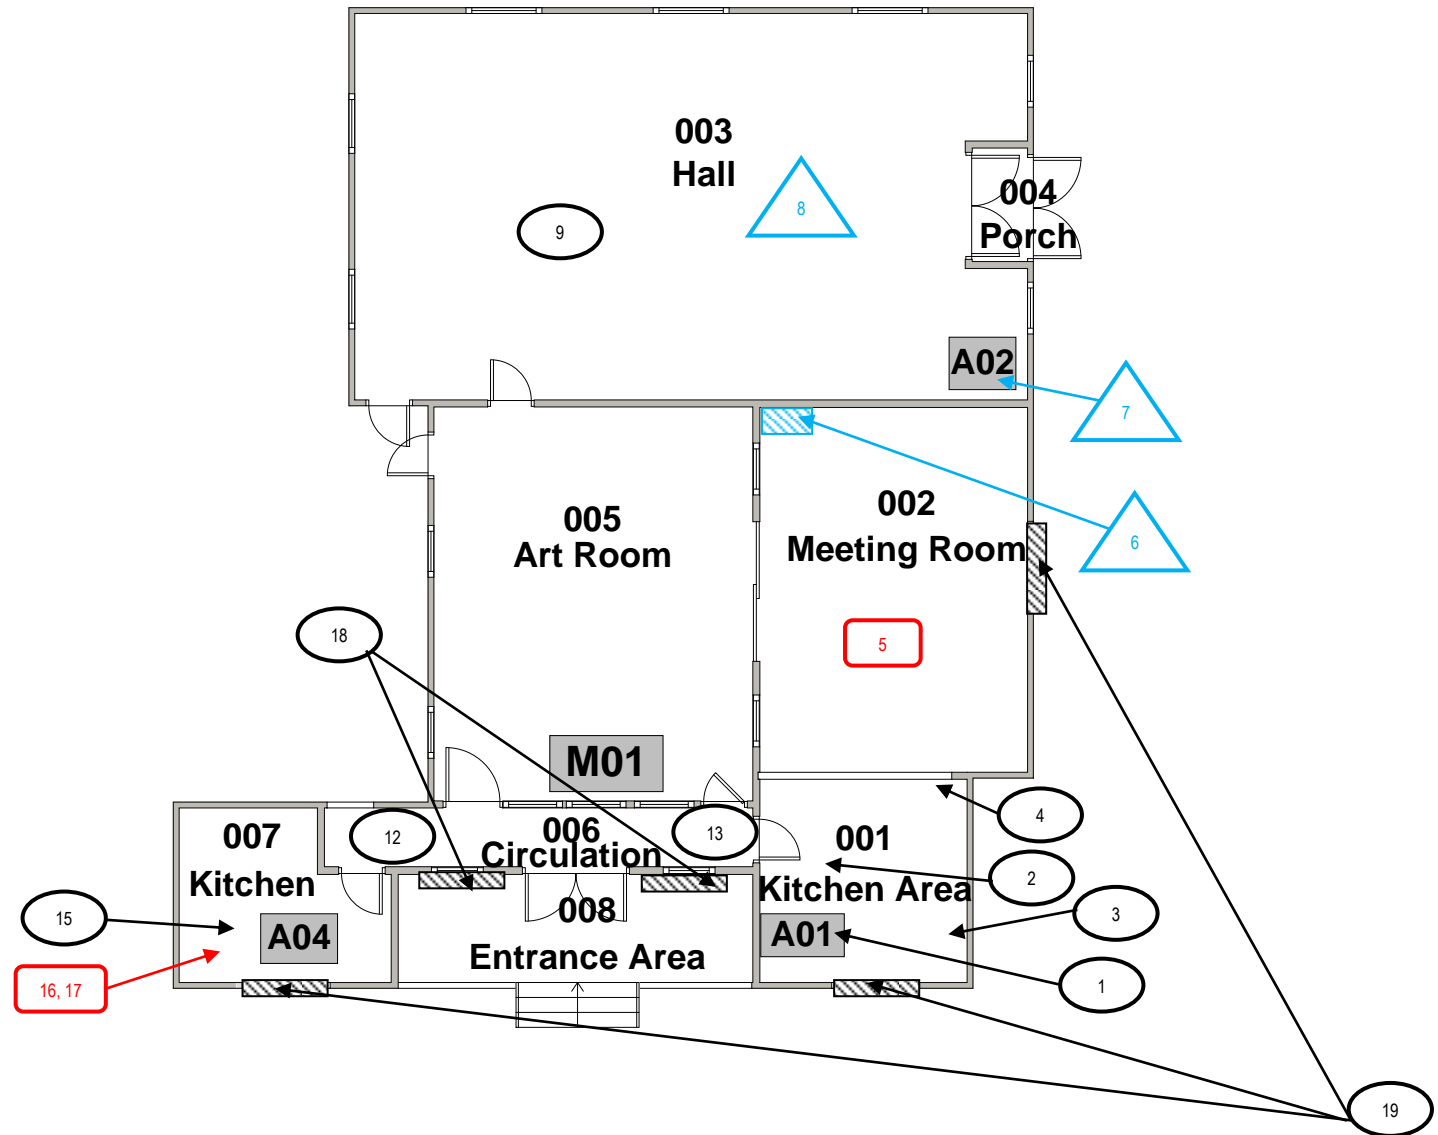 003
Hall
8
9
004
Porch
A02
7
002
Meeting Room
6
005
Art Room
5
18
M01
4
12
006
Circulation
13
001
Kitchen Area
2
007
Kitchen
3
15
A04
008
Entrance Area
A01
1
16, 17
19